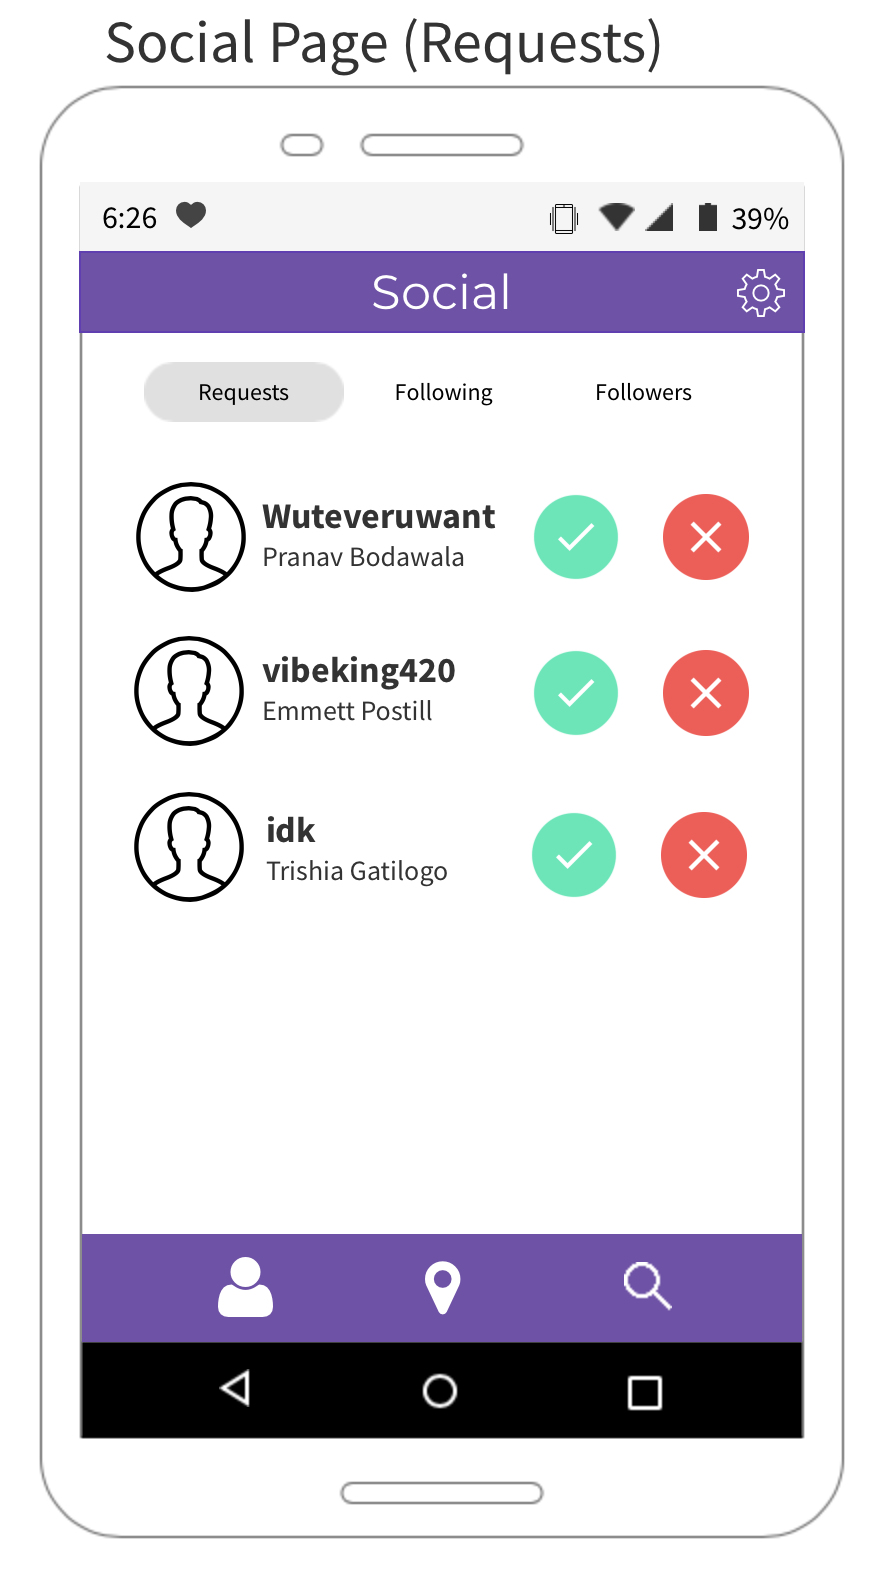 Social Page (Requests)
6:26 39%
Social
Requests Following Followers
Wuteveruwant
Pranav Bodawala
vibeking420
Emmett Postill
idk
Trishia Gatilogo